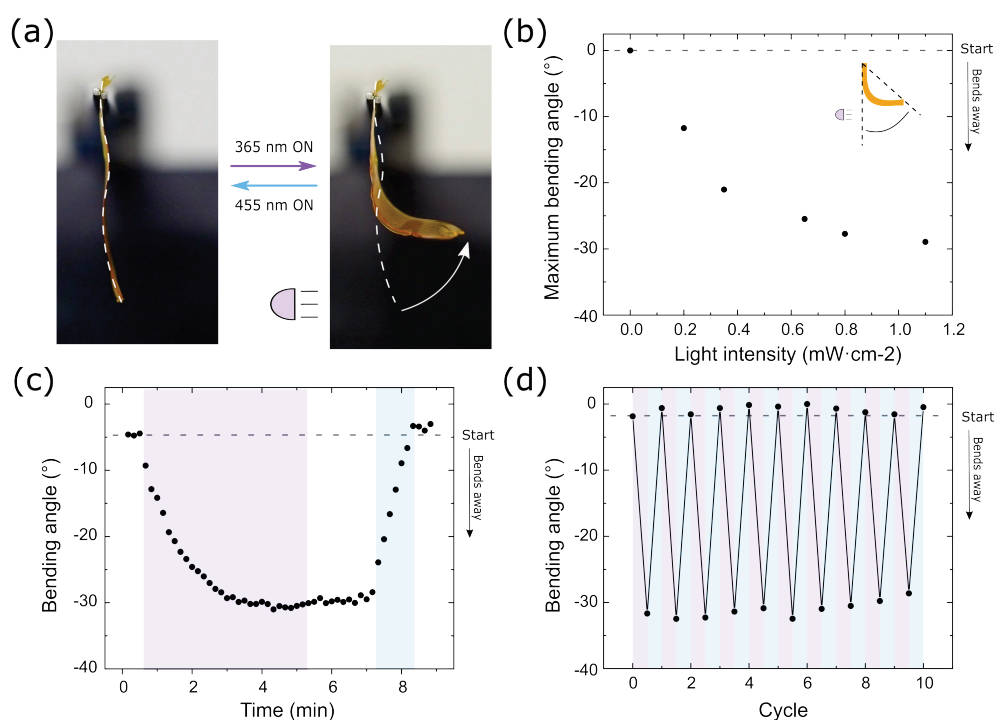 (a)
365 nm ON
455 nm ON
(b)
Maximum bending angle (°)
0
-10
-20
-30
-40
0.0 0.2 0.4 0.6 0.8 1.0 1.2
Light intensity (mW·cm-2)
Start
Bends away
(c)
Bending angle (°)
0
-10
-20
-30
-40
0 2 4 6 8
Time (min)
Start
Bends away
(d)
Bending angle (°)
0
-10
-20
-30
-40
0 2 4 6 8 10
Cycle
Start
Bends away